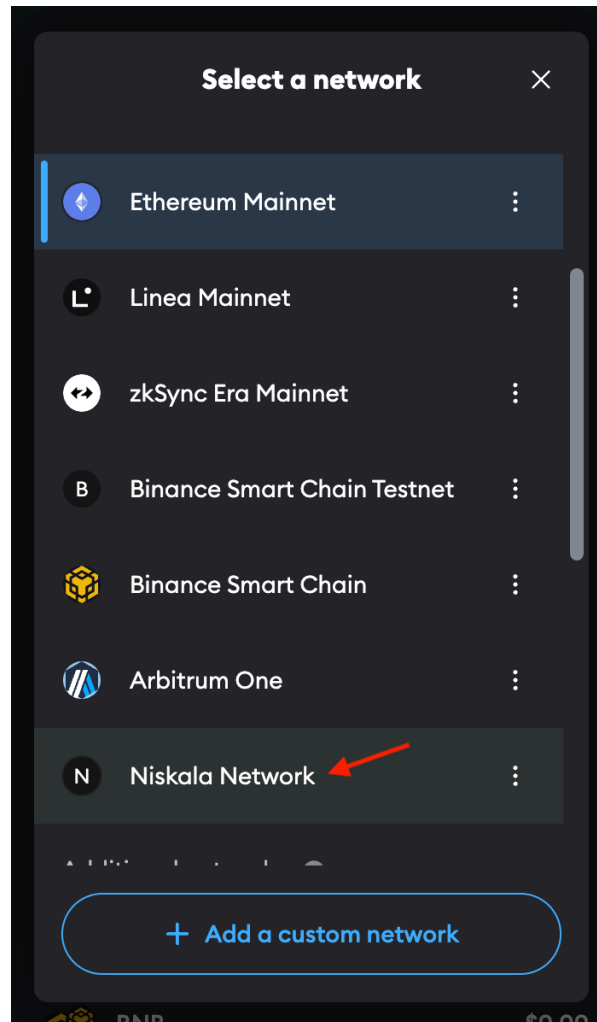 Select a network
Ethereum Mainnet
Linea Mainnet
zkSync Era Mainnet
B
Binance Smart Chain Testnet
Binance Smart Chain
Arbitrum One
N
Niskala Network
+ Add a custom network